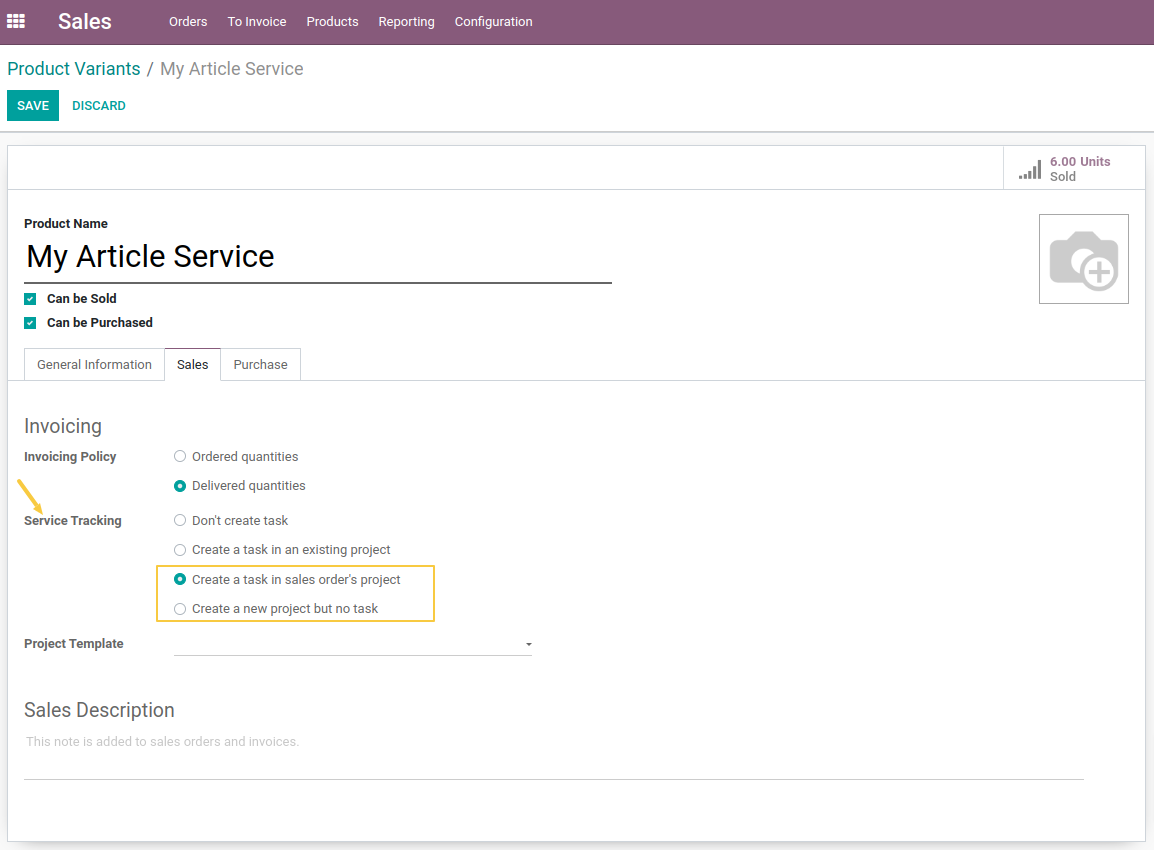 Sales Orders To Invoice Products Reporting Configuration
Product Variants / My Article Service
SAVE DISCARD
6.00 Units
Sold
Product Name
My Article Service
Can be Sold
Can be Purchased
General Information Sales Purchase
Invoicing
Invoicing Policy Ordered quantities
Delivered quantities
Service Tracking Don't create task
Create a task in an existing project
Create a task in sales order's project
Create a new project but no task
Project Template
Sales Description
This note is added to sales orders and invoices.